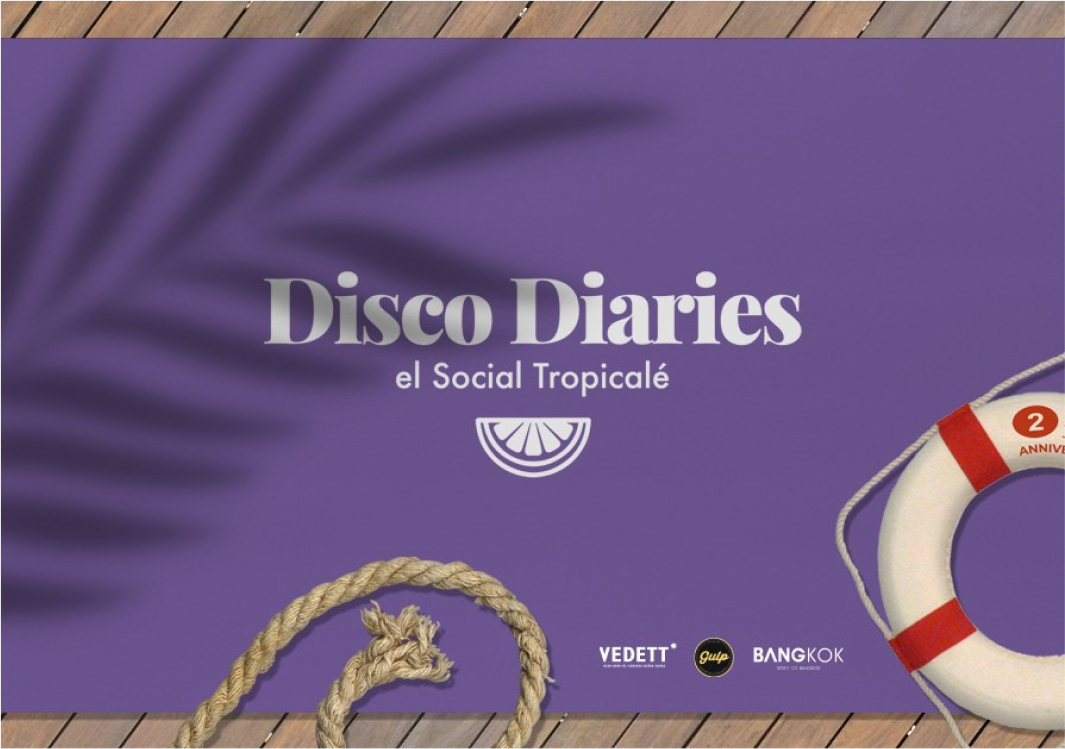 Disco Diaries
el Social Tropicalé
2
ANNIVE
VEDETT
gulp
BANGKOK